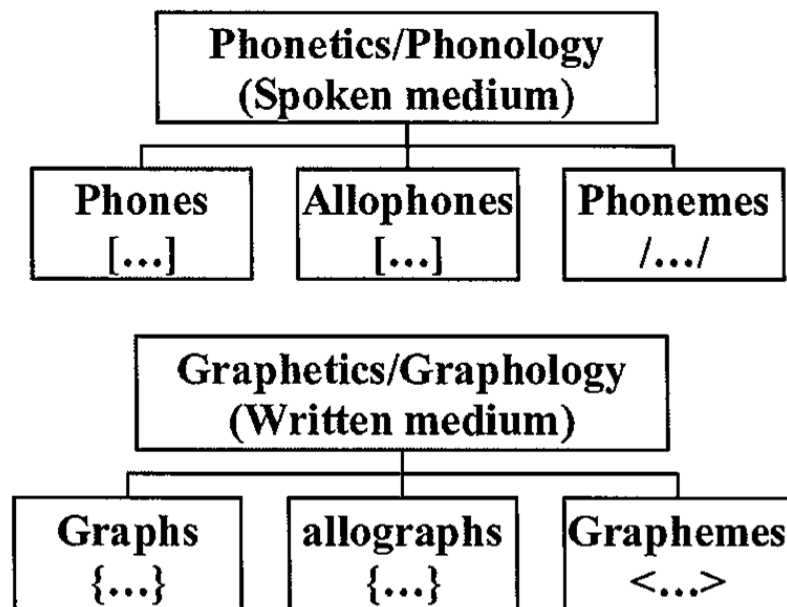 Phonetics/Phonology
(Spoken medium)
Phones Allophones Phonemes
[...] [...] /.../
Graphetics/Graphology
(Written medium)
Graphs allographs Graphemes
{...} {...} <...>